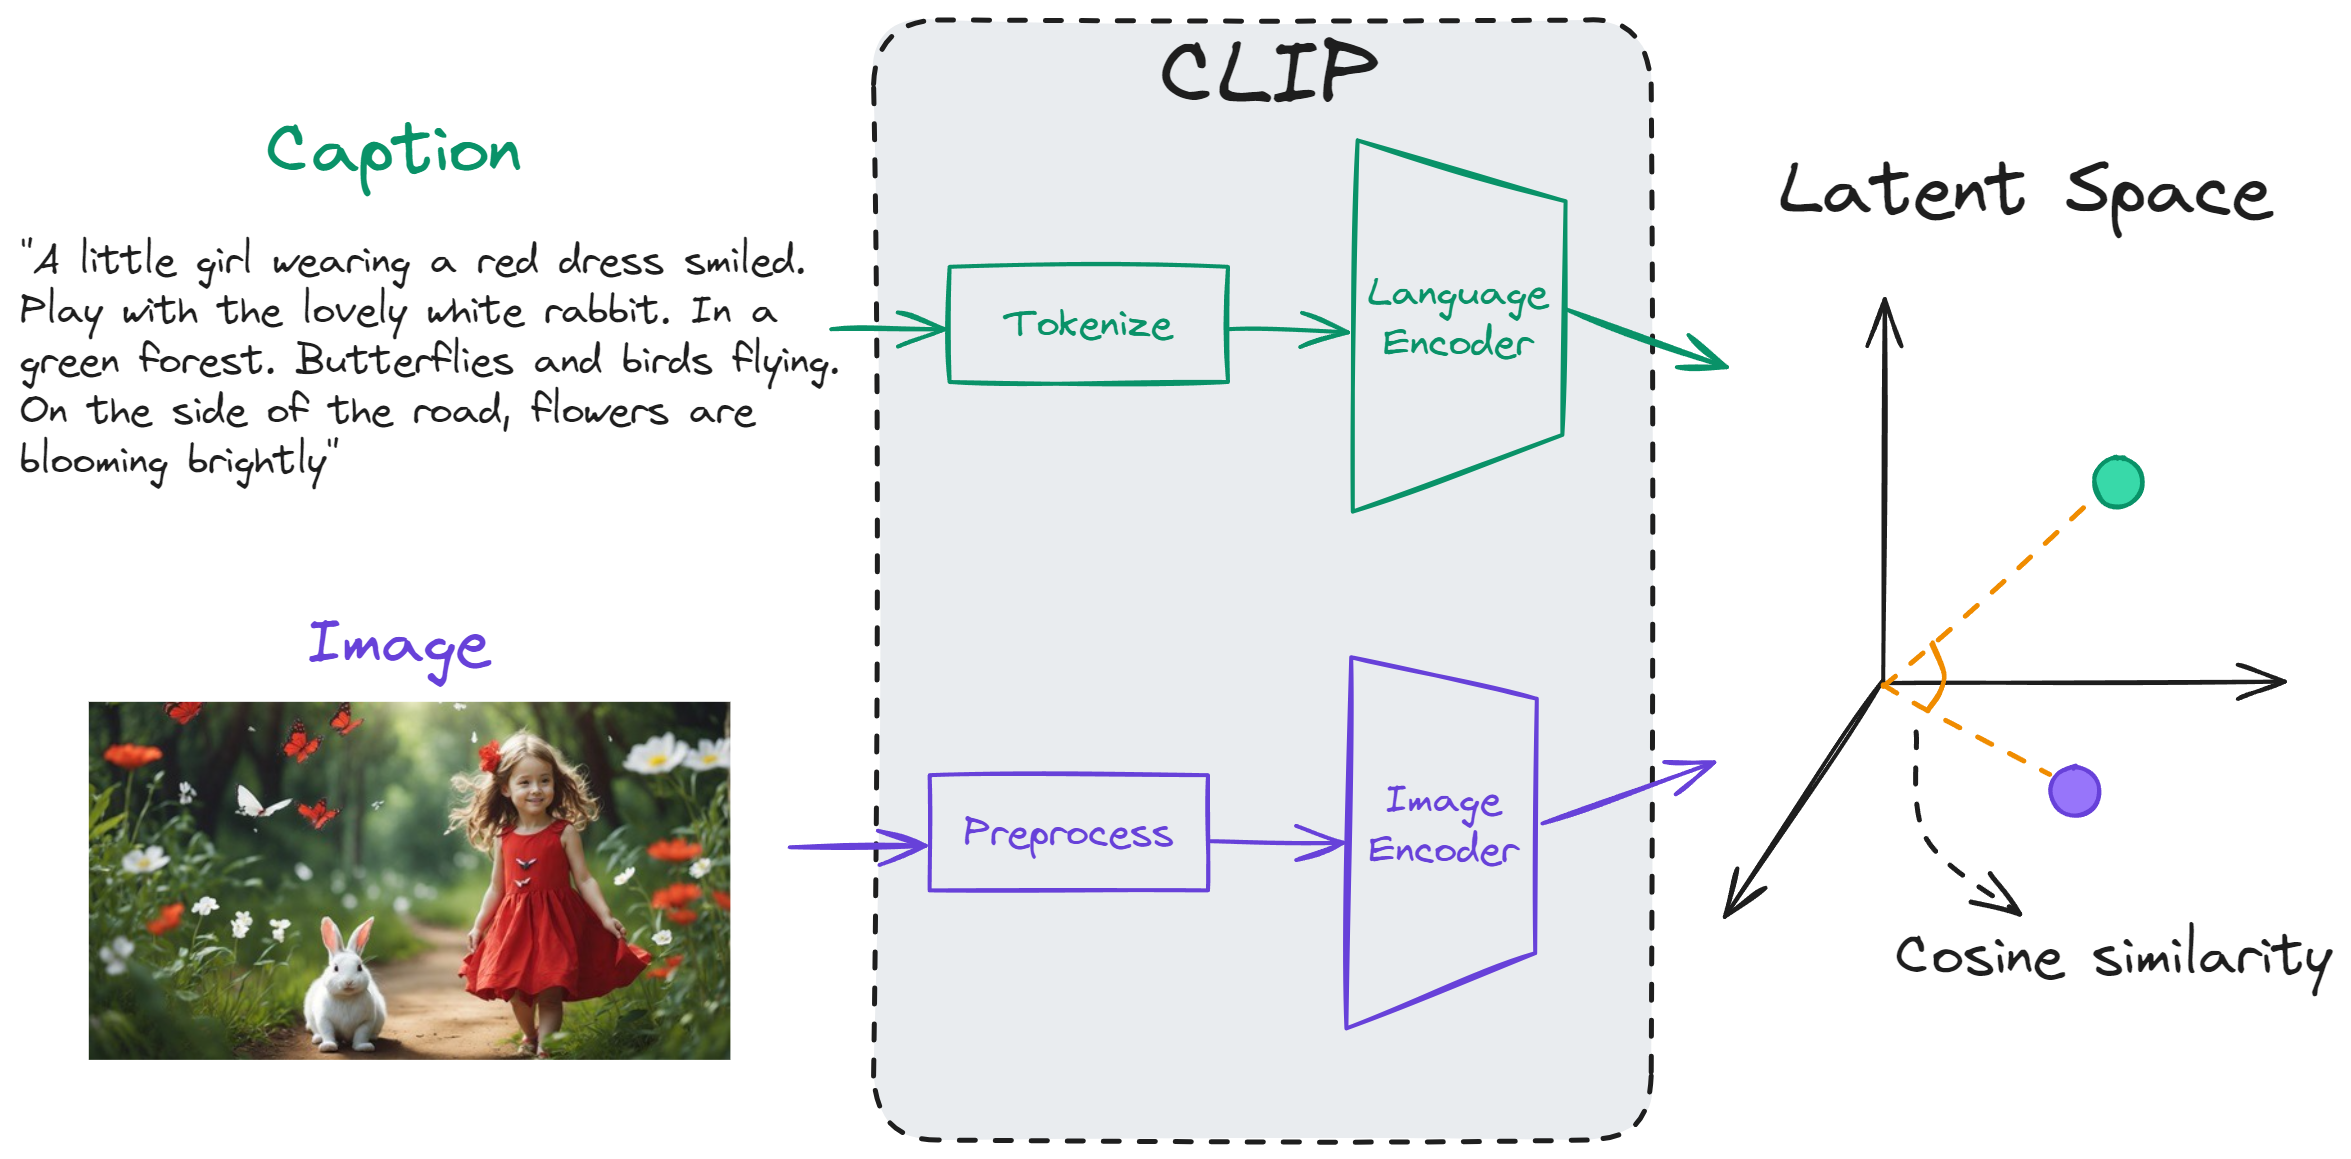 CLIP
Caption
"A little girl wearing a red dress smiled.
Play with the lovely white rabbit. In a
green forest. Butterflies and birds flying.
On the side of the road, flowers are
blooming brightly"
Tokenize
Language
Encoder
Latent Space
Image
Preprocess
Image
Encoder
Cosine similarity